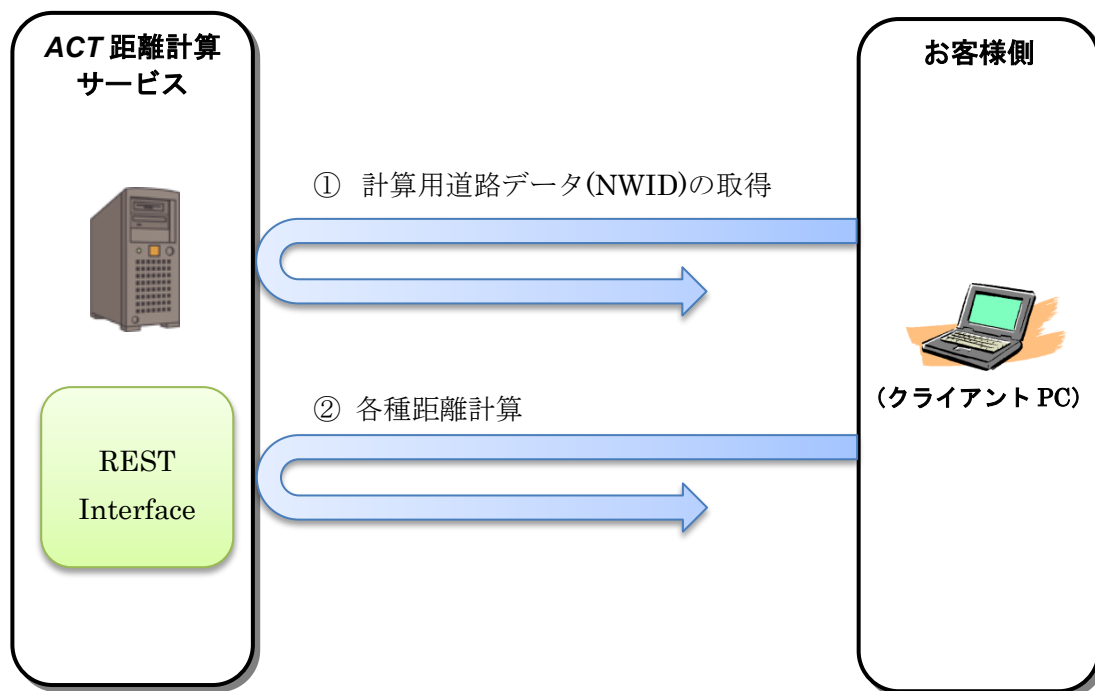 ACT 距離計算
サービス
お客様側
① 計算用道路データ(NWID)の取得
(クライアント PC)
② 各種距離計算
REST
Interface